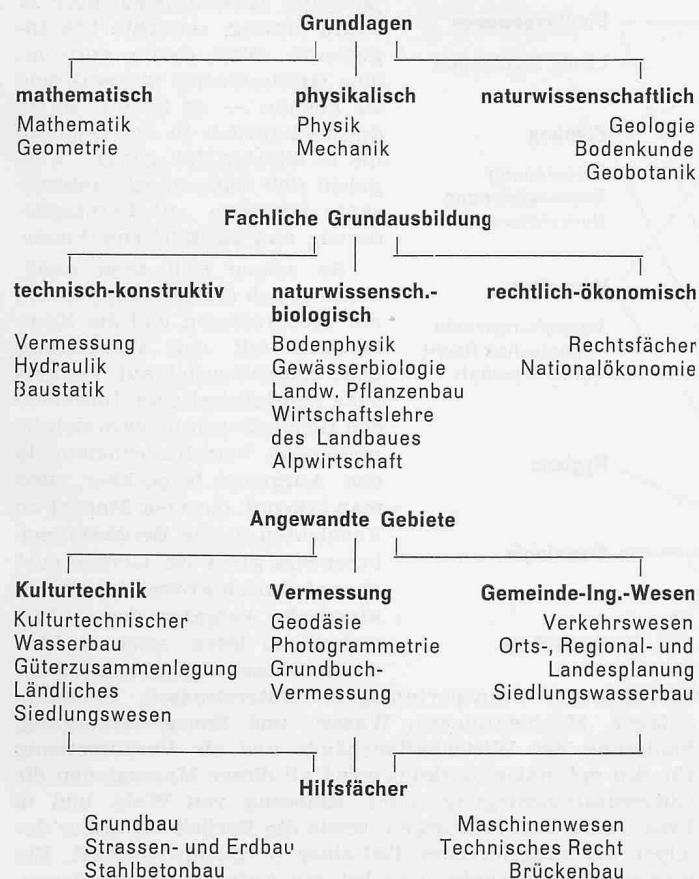 Grundlagen
mathematisch
Mathematik
Geometrie
physikalisch
Physik
Mechanik
naturwissenschaftlich
Geologie
Bodenkunde
Geobotanik
Fachliche Grundausbildung
technisch-konstruktiv
Vermessung
Hydraulik
Baustatik
naturwissensch.-
biologisch
Bodenphysik
Gewässerbiologie
Landw. Pflanzenbau
Wirtschaftslehre
des Landbaues
Alpwirtschaft
rechtlich-ökonomisch
Rechtsfächer
Nationalökonomie
Angewandte Gebiete
Kulturtechnik
Kulturtechnischer
Wasserbau
Güterzusammenlegung
Ländliches
Siedlungswesen
Vermessung
Geodäsie
Photogrammetrie
Grundbuch-
Vermessung
Gemeinde-Ing.-Wesen
Verkehrswesen
Orts-, Regional- und
Landesplanung
Siedlungswasserbau
Hilfsfächer
Grundbau
Strassen- und Erdbau
Stahlbetonbau
Maschinenwesen
Technisches Recht
Brückenbau